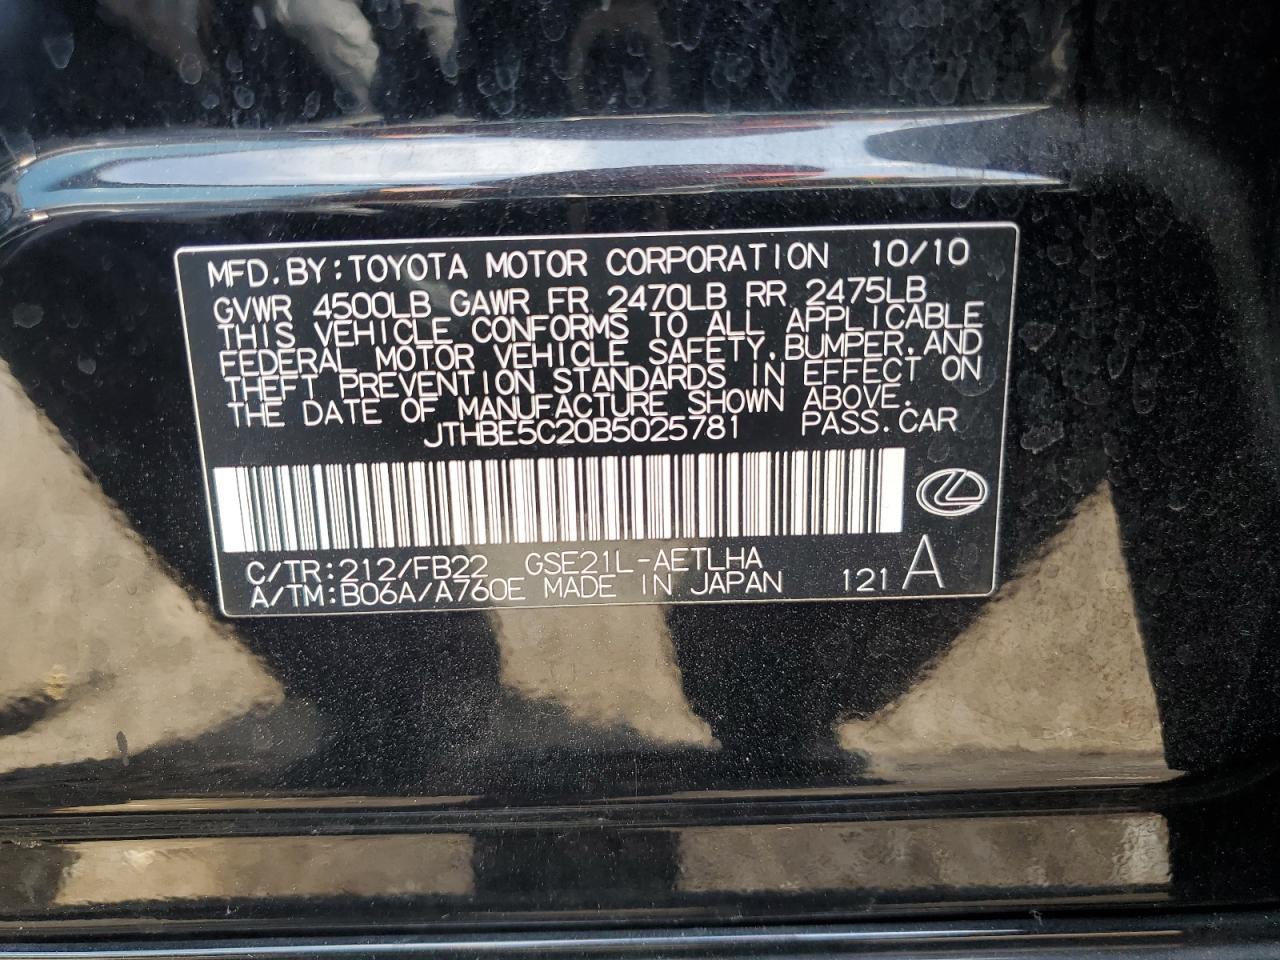 MFD. BY: TOYOTA MOTOR CORPORATION 10/10
GVWR 4500LB GAWR FR 2470LB RR 2475LB
THIS VEHICLE CONFORMS TO ALL APPLICABLE
FEDERAL MOTOR VEHICLE SAFETY, BUMPER, AND
THEFT PREVENTION STANDARDS IN EFFECT ON
THE DATE OF MANUFACTURE SHOWN ABOVE.
JTHBE5C20B5025781 PASS. CAR
C/TR: 212/FB22 GSE21L-AETLHA
A/TM: B06A/A760E MADE IN JAPAN 121 A